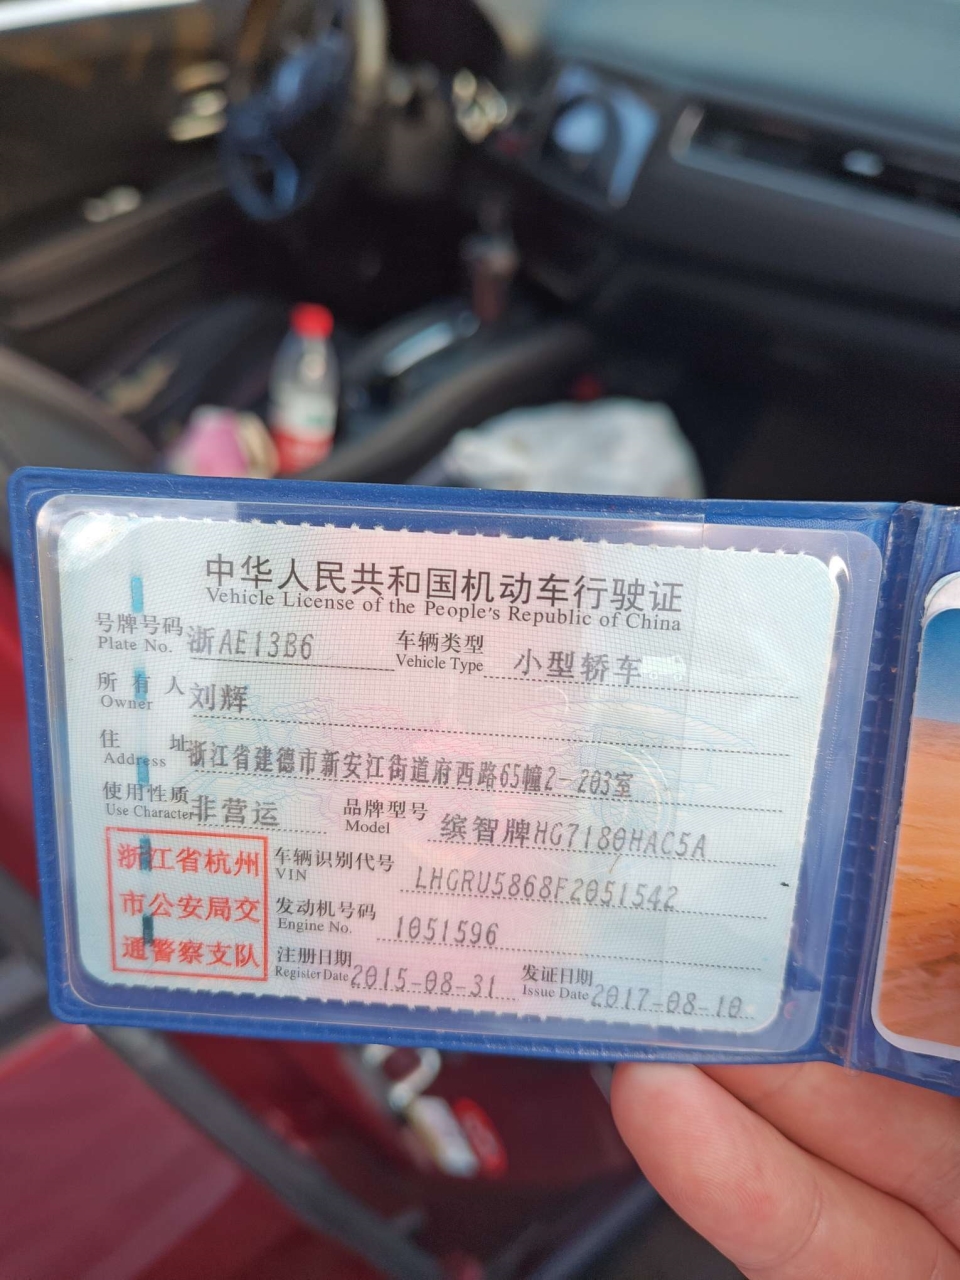 中华人民共和国机动车行驶证
Vehicle License of the People's Republic of China
号牌号码 浙AE13B6 车辆类型 小型轿车
Plate No. Vehicle Type
所有人 刘辉
Owner
住址 浙江省建德市新安江街道府西路65幢2-203室
Address
使用性质 非营运 品牌型号 缤智牌HG7180HAC5A
Use Character Model
浙江省杭州
市公安局交
通警察支队
车辆识别代号 LHGRU5868F2051542
VIN
发动机号码 1051596
Engine No.
注册日期 2015-08-31 发证日期 2017-08-10
Register Date Issue Date